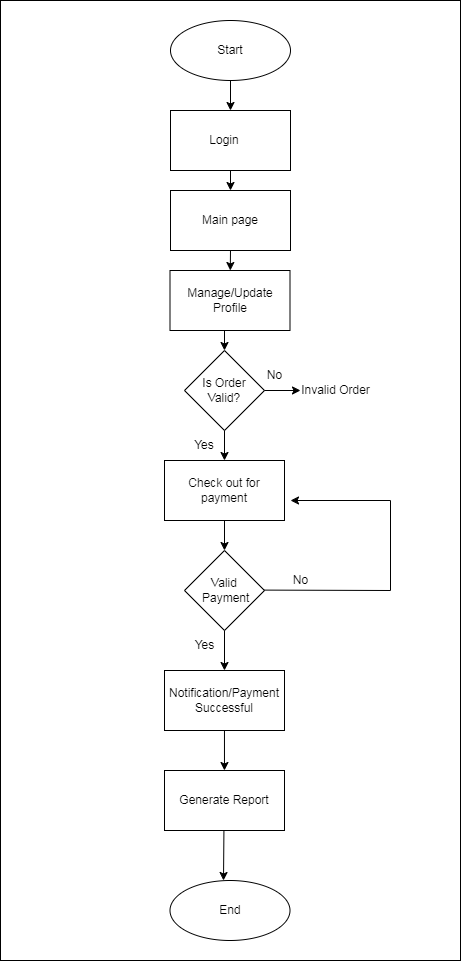 Start
Login
Main page
Manage/Update
Profile
Is Order
Valid?
No
Invalid Order
Yes
Check out for
payment
Valid
Payment
No
Yes
Notification/Payment
Successful
Generate Report
End